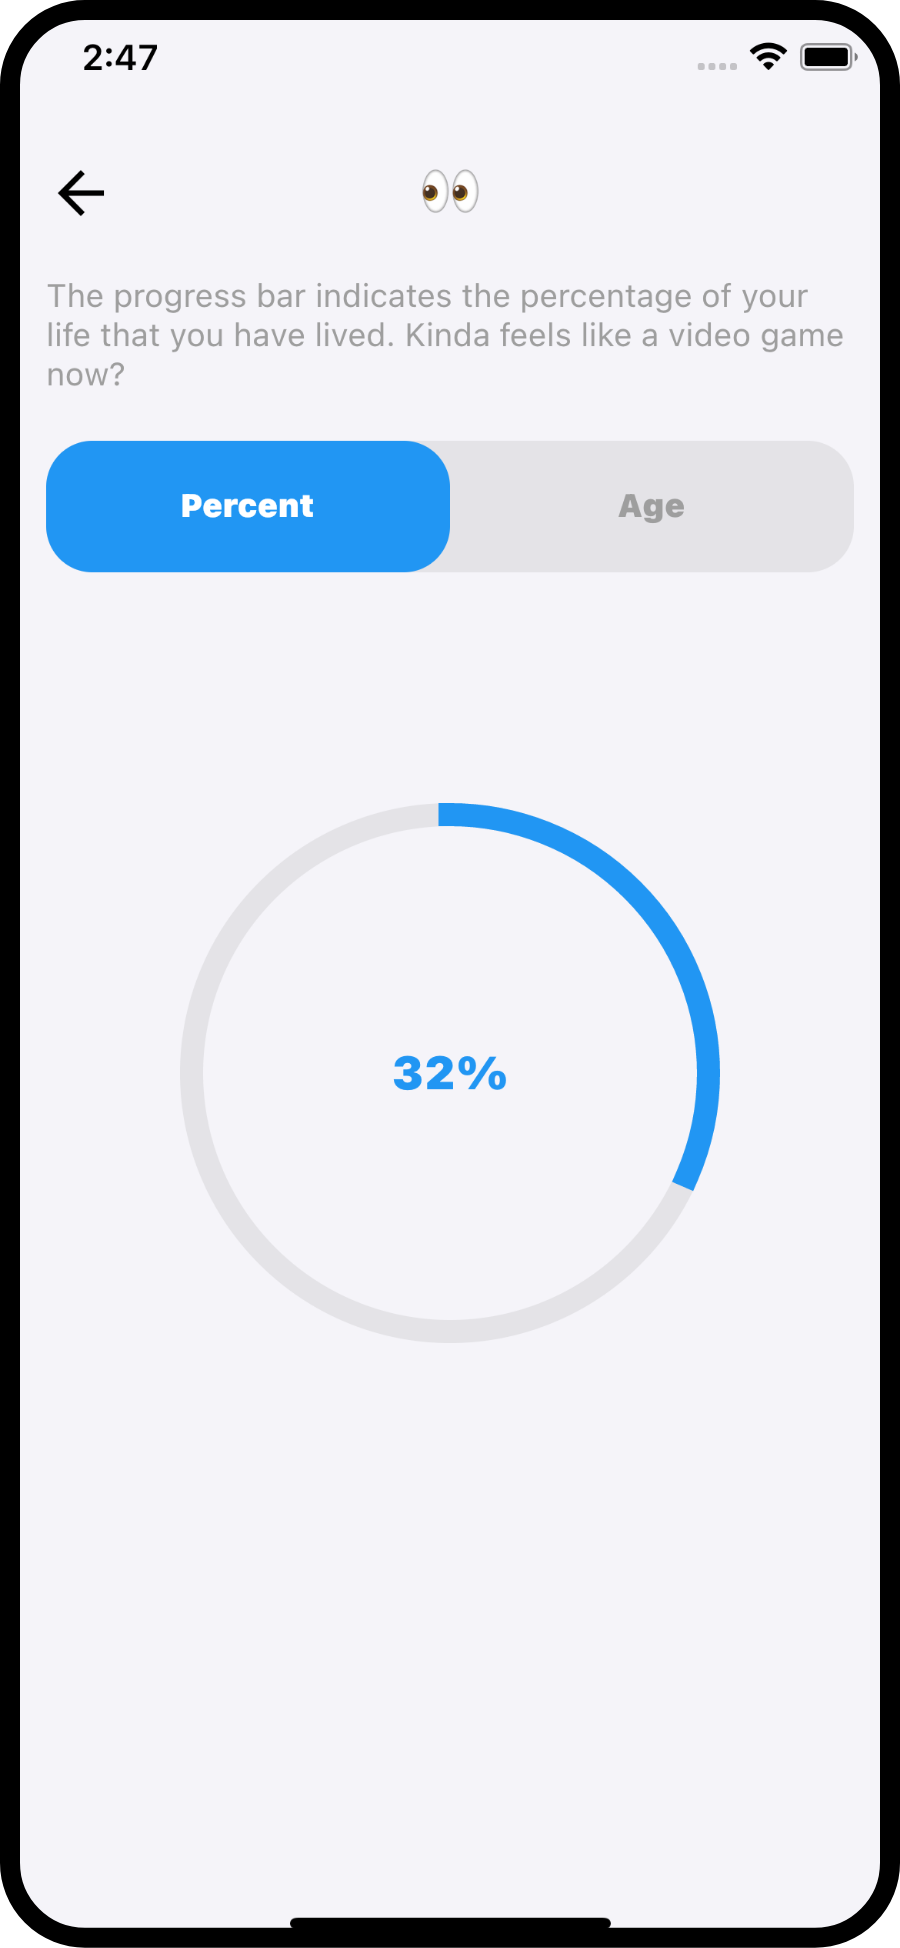 2:47
The progress bar indicates the percentage of your
life that you have lived. Kinda feels like a video game
now?
Percent
Age
32%